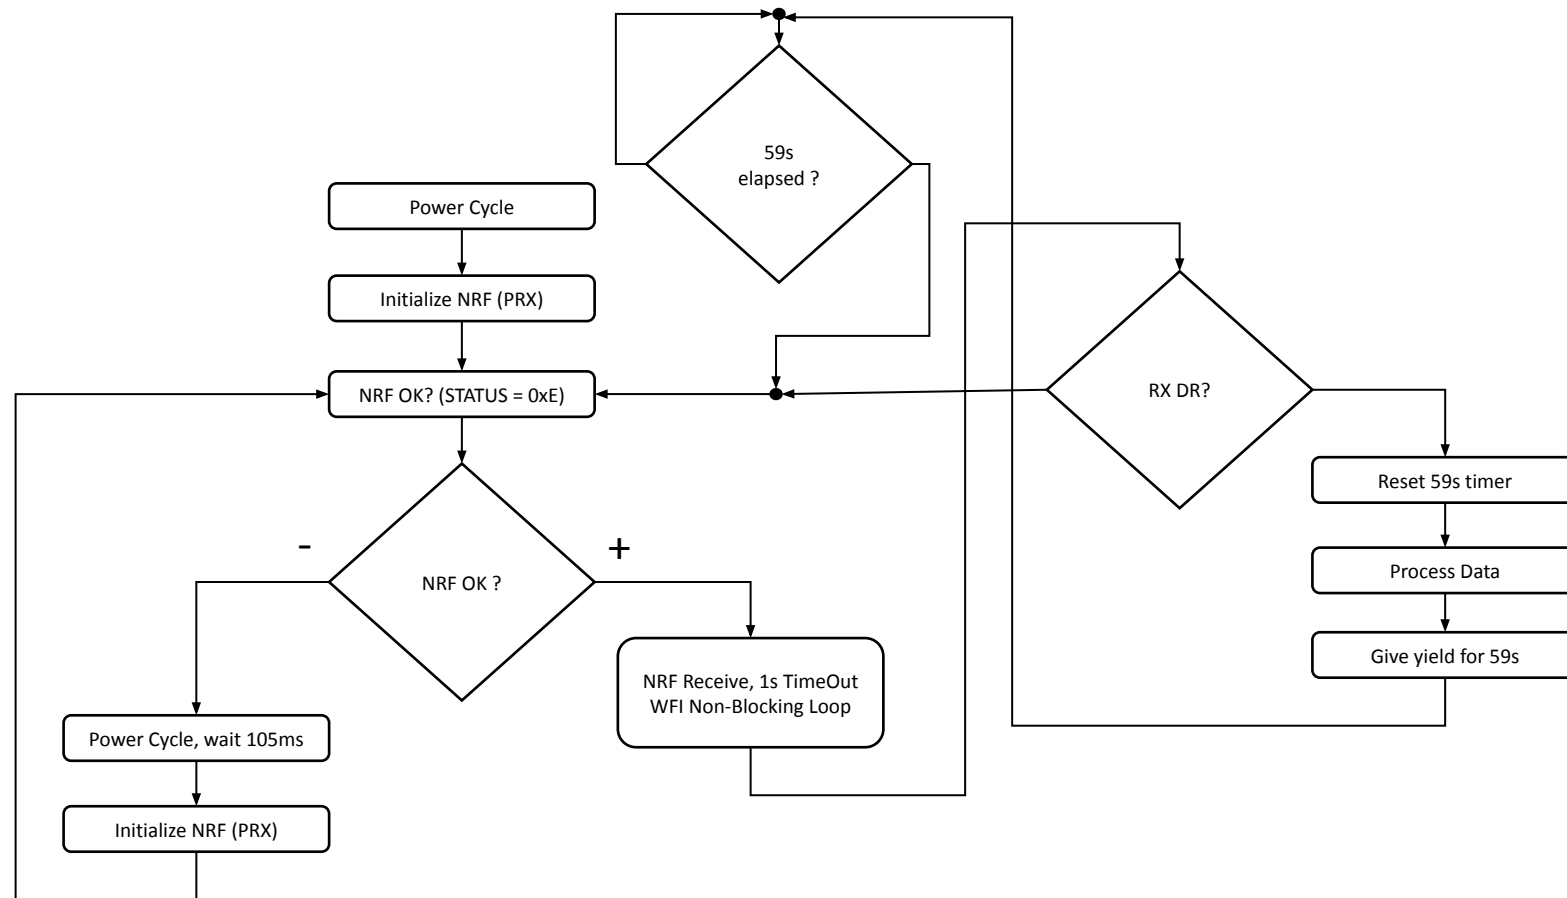 59s
elapsed ?
Power Cycle
Initialize NRF (PRX)
NRF OK? (STATUS = 0xE)
RX DR?
Reset 59s timer
Process Data
Give yield for 59s
-
+
NRF OK ?
NRF Receive, 1s TimeOut
WFI Non-Blocking Loop
Power Cycle, wait 105ms
Initialize NRF (PRX)